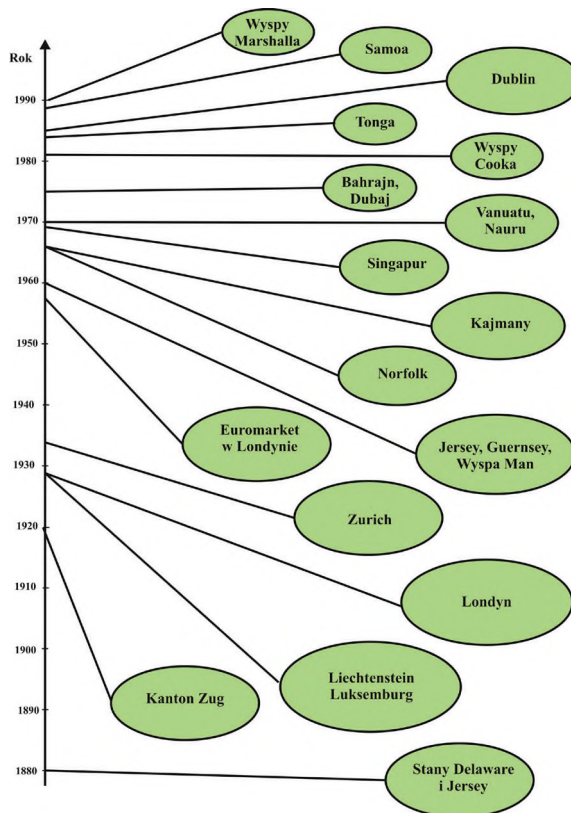 Rok
Wyspy
Marshalla
Samoa
Dublin
1990
Tonga
Wyspy
Cooka
1980
Bahrajn,
Dubaj
Vanuatu,
Nauru
1970
Singapur
1960
Kajmany
1950
Norfolk
1940
Euromarket
w Londynie
Jersey, Guernsey,
Wyspa Man
1930
Zurich
1920
Londyn
1910
1900
Liechtenstein
Luksemburg
Kanton Zug
1890
1880
Stany Delaware
i Jersey